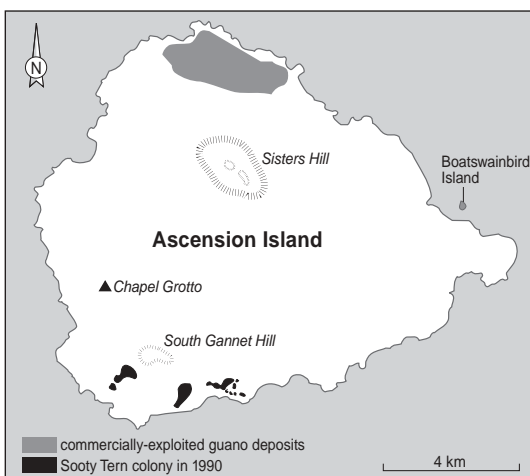 N
Sisters Hill
Boatswainbird
Island
Ascension Island
Chapel Grotto
South Gannet Hill
commercially-exploited guano deposits
Sooty Tern colony in 1990
4 km